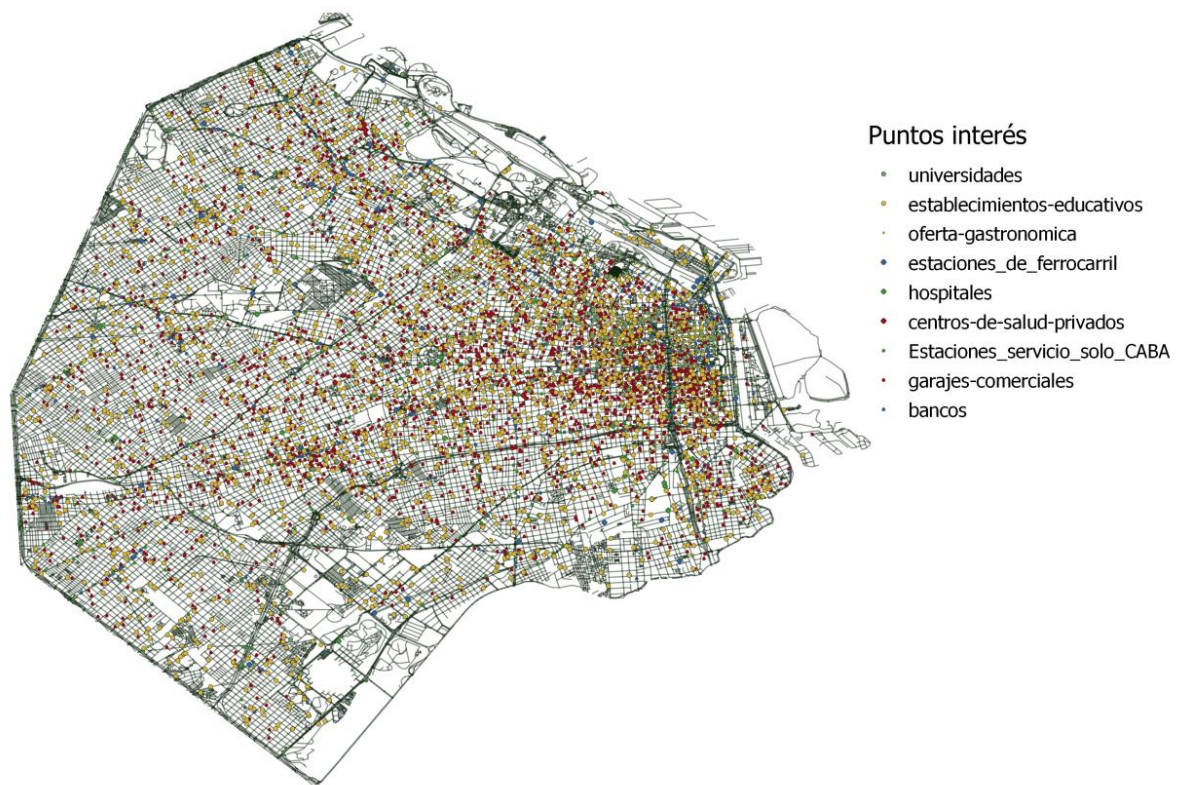 Puntos interés
universidades
establecimientos-educativos
oferta-gastronomica
estaciones_de_ferrocarril
hospitales
centros-de-salud-privados
Estaciones_servicio_solo_CABA
garajes-comerciales
bancos